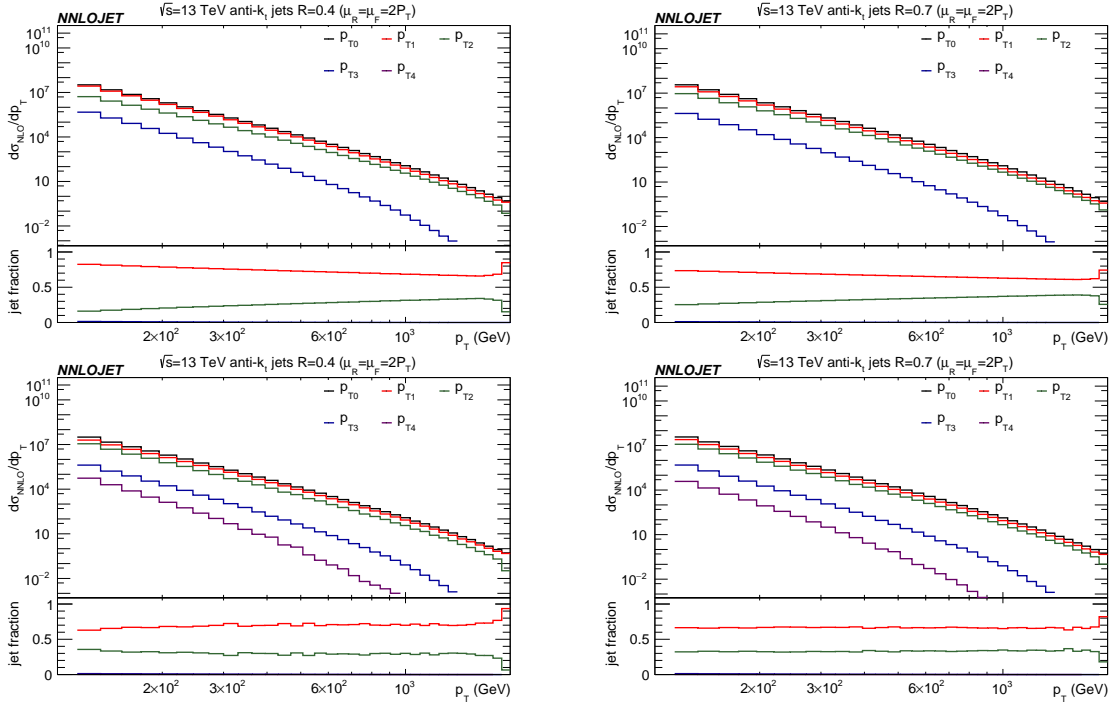 NNLOJET √s=13 TeV anti-k_t jets R=0.4 (μ_R=μ_F=2P_T)
p_T0 p_T1 p_T2
p_T3 p_T4
dσ_NLO/dp_T
10^11
10^10
10^7
10^4
10
10^−2
jet fraction
1
0.5
0
2×10^2 3×10^2 6×10^2 10^3
p_T (GeV)
NNLOJET √s=13 TeV anti-k_t jets R=0.7 (μ_R=μ_F=2P_T)
p_T0 p_T1 p_T2
p_T3 p_T4
dσ_NLO/dp_T
10^11
10^10
10^7
10^4
10
10^−2
jet fraction
1
0.5
0
2×10^2 3×10^2 6×10^2 10^3
p_T (GeV)
NNLOJET √s=13 TeV anti-k_t jets R=0.4 (μ_R=μ_F=2P_T)
p_T0 p_T1 p_T2
p_T3 p_T4
dσ_NNLO/dp_T
10^11
10^10
10^7
10^4
10
10^−2
jet fraction
1
0.5
0
2×10^2 3×10^2 6×10^2 10^3
p_T (GeV)
NNLOJET √s=13 TeV anti-k_t jets R=0.7 (μ_R=μ_F=2P_T)
p_T0 p_T1 p_T2
p_T3 p_T4
dσ_NNLO/dp_T
10^11
10^10
10^7
10^4
10
10^−2
jet fraction
1
0.5
0
2×10^2 3×10^2 6×10^2 10^3
p_T (GeV)